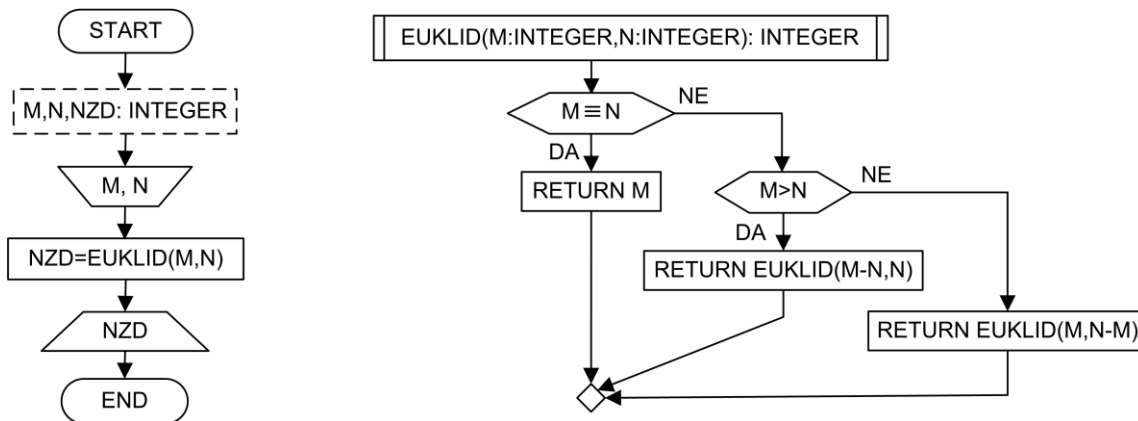 START
M,N,NZD: INTEGER
M, N
NZD=EUKLID(M,N)
NZD
END
EUKLID(M:INTEGER,N:INTEGER): INTEGER
M≡N
NE
DA
RETURN M
M>N
NE
DA
RETURN EUKLID(M-N,N)
RETURN EUKLID(M,N-M)